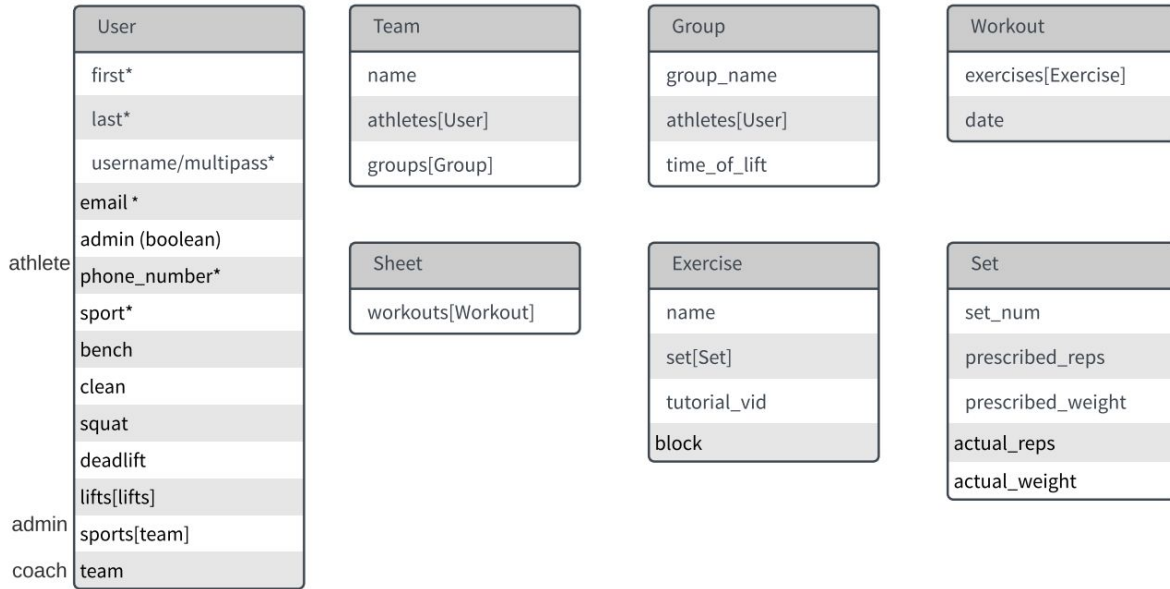 User
first*
last*
username/multipass*
email *
admin (boolean)
athlete
phone_number*
sport*
bench
clean
squat
deadlift
lifts[lifts]
admin
sports[team]
coach
team
Team
name
athletes[User]
groups[Group]
Group
group_name
athletes[User]
time_of_lift
Workout
exercises[Exercise]
date
Sheet
workouts[Workout]
Exercise
name
set[Set]
tutorial_vid
block
Set
set_num
prescribed_reps
prescribed_weight
actual_reps
actual_weight